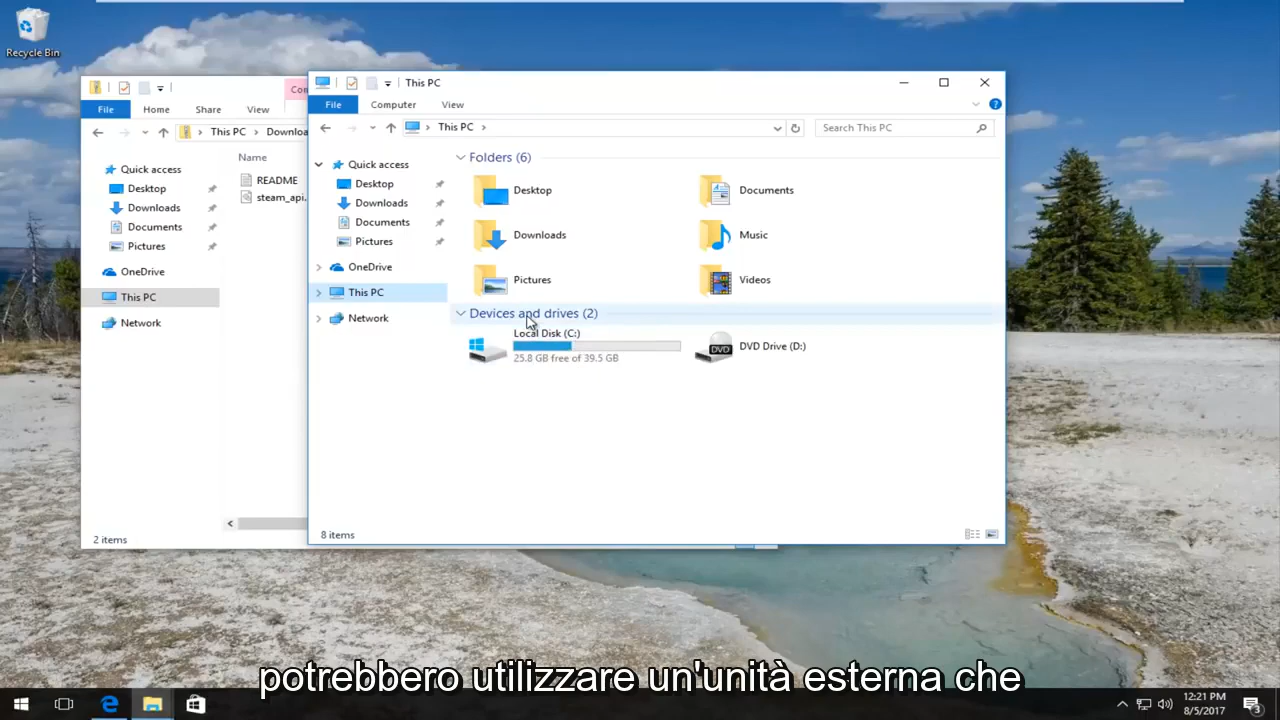 Recycle Bin
Con
File Home Share View
This PC > Downloa
Quick access
Desktop
Downloads
Documents
Pictures
OneDrive
This PC
Network
Name
README
steam_api.
2 items
This PC
File Computer View
This PC
Search This PC
Quick access
Desktop
Downloads
Documents
Pictures
OneDrive
This PC
Network
Folders (6)
Desktop
Documents
Downloads
Music
Pictures
Videos
Devices and drives (2)
Local Disk (C:)
25.8 GB free of 39.5 GB
DVD
DVD Drive (D:)
8 items
potrebbero utilizzare un'unità esterna che
12:21 PM
8/5/2017
3